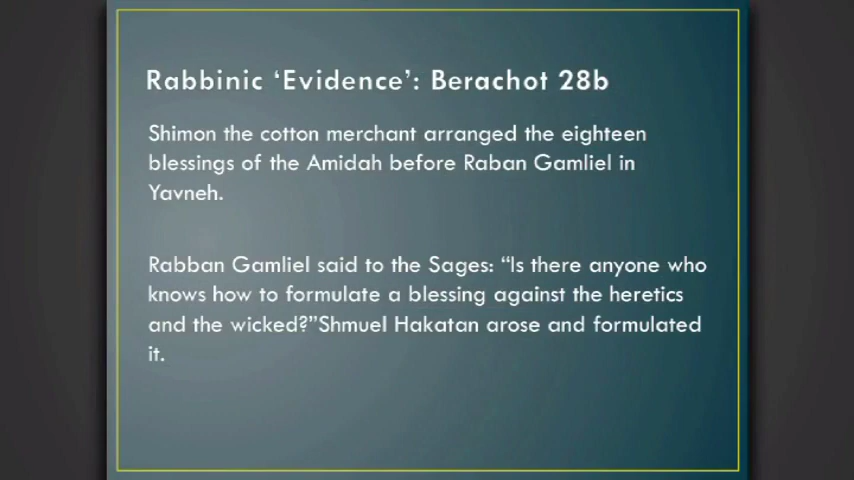 Rabbinic ‘Evidence’: Berachot 28b
Shimon the cotton merchant arranged the eighteen
blessings of the Amidah before Raban Gamliel in
Yavneh.
Rabban Gamliel said to the Sages: “Is there anyone who
knows how to formulate a blessing against the heretics
and the wicked?”Shmuel Hakatan arose and formulated
it.